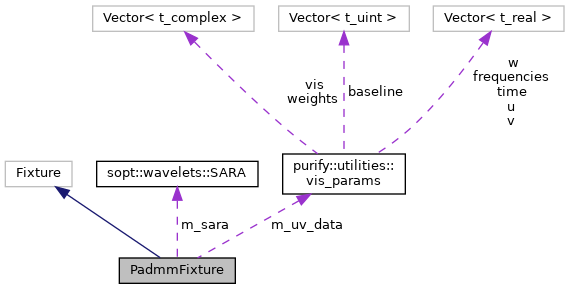 Vector< t_complex >
Vector< t_uint >
Vector< t_real >
vis
weights
baseline
w
frequencies
time
u
v
Fixture
sopt::wavelets::SARA
purify::utilities::
vis_params
m_sara
m_uv_data
PadmmFixture